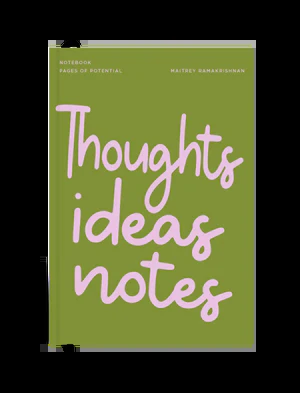 NOTEBOOK
PAGES OF POTENTIAL MAITREY RAMAKRISHNAN
Thoughts
ideas
notes